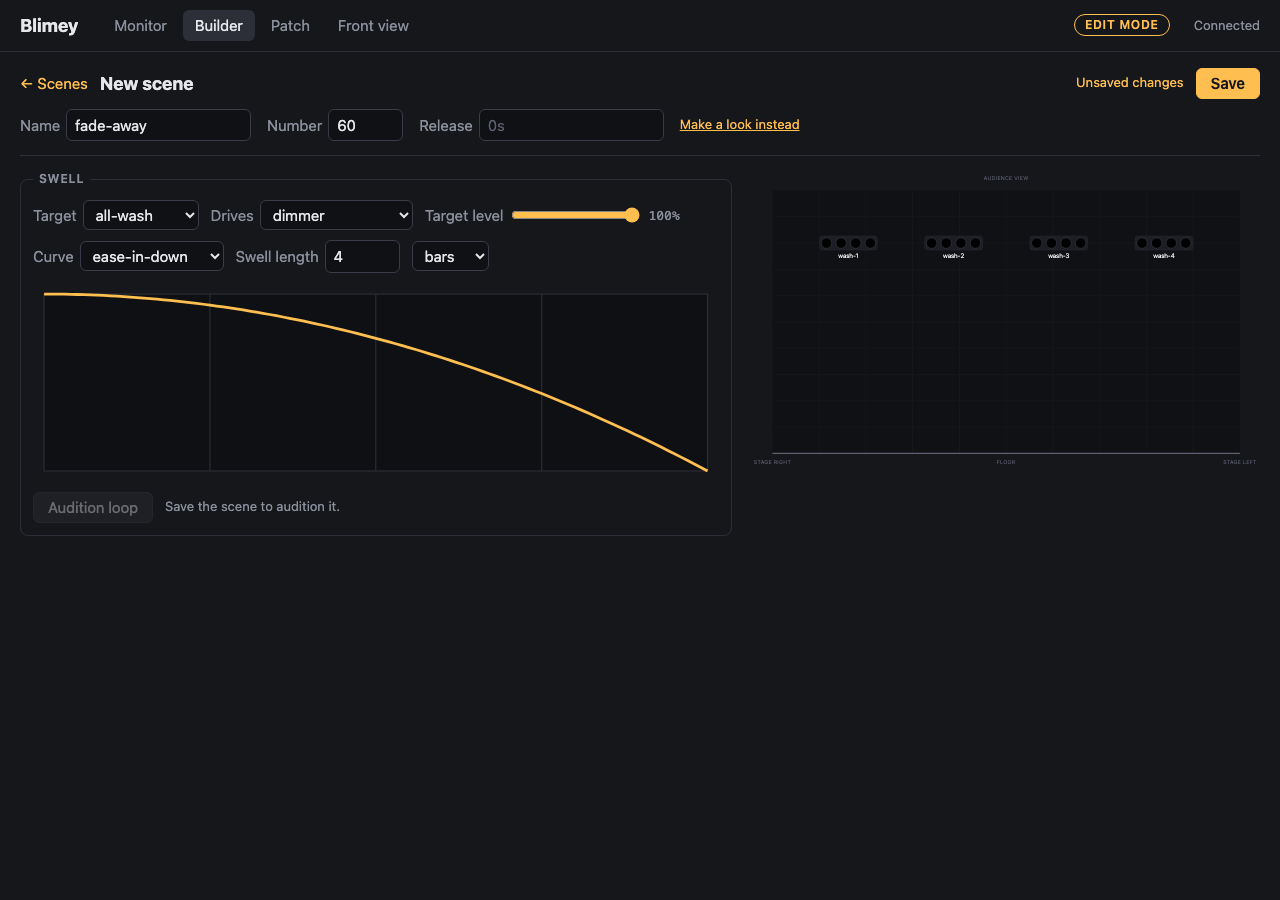 Blimey Monitor Builder Patch Front view EDIT MODE Connected
← Scenes New scene Unsaved changes Save
Name fade-away Number 60 Release 0s Make a look instead
SWELL
Target all-wash Drives dimmer Target level 100%
Curve ease-in-down Swell length 4 bars
Audition loop Save the scene to audition it.
AUDIENCE VIEW
wash-1 wash-2 wash-3 wash-4
STAGE RIGHT FLOOR STAGE LEFT